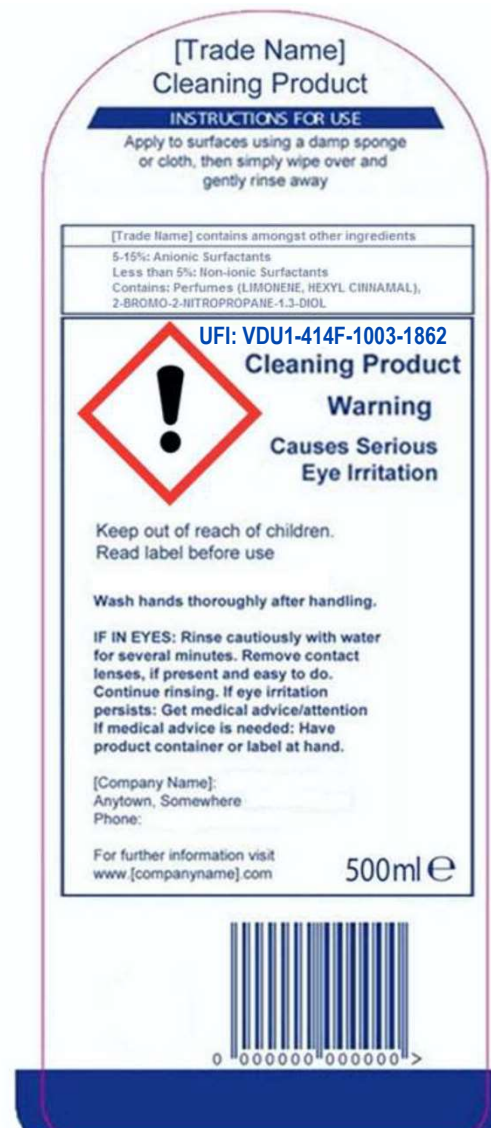 [Trade Name]
Cleaning Product
INSTRUCTIONS FOR USE
Apply to surfaces using a damp sponge
or cloth, then simply wipe over and
gently rinse away
[Trade Name] contains amongst other ingredients
5-15%: Anionic Surfactants
Less than 5%: Non-ionic Surfactants
Contains: Perfumes (LIMONENE, HEXYL CINNAMAL),
2-BROMO-2-NITROPROPANE-1.3-DIOL
UFI: VDU1-414F-1003-1862
Cleaning Product
Warning
Causes Serious
Eye Irritation
Keep out of reach of children.
Read label before use
Wash hands thoroughly after handling.
IF IN EYES: Rinse cautiously with water
for several minutes. Remove contact
lenses, if present and easy to do.
Continue rinsing. If eye irritation
persists: Get medical advice/attention
If medical advice is needed: Have
product container or label at hand.
[Company Name]:
Anytown, Somewhere
Phone:
For further information visit
www.[companyname].com
500ml ℮
0 000000 000000 >